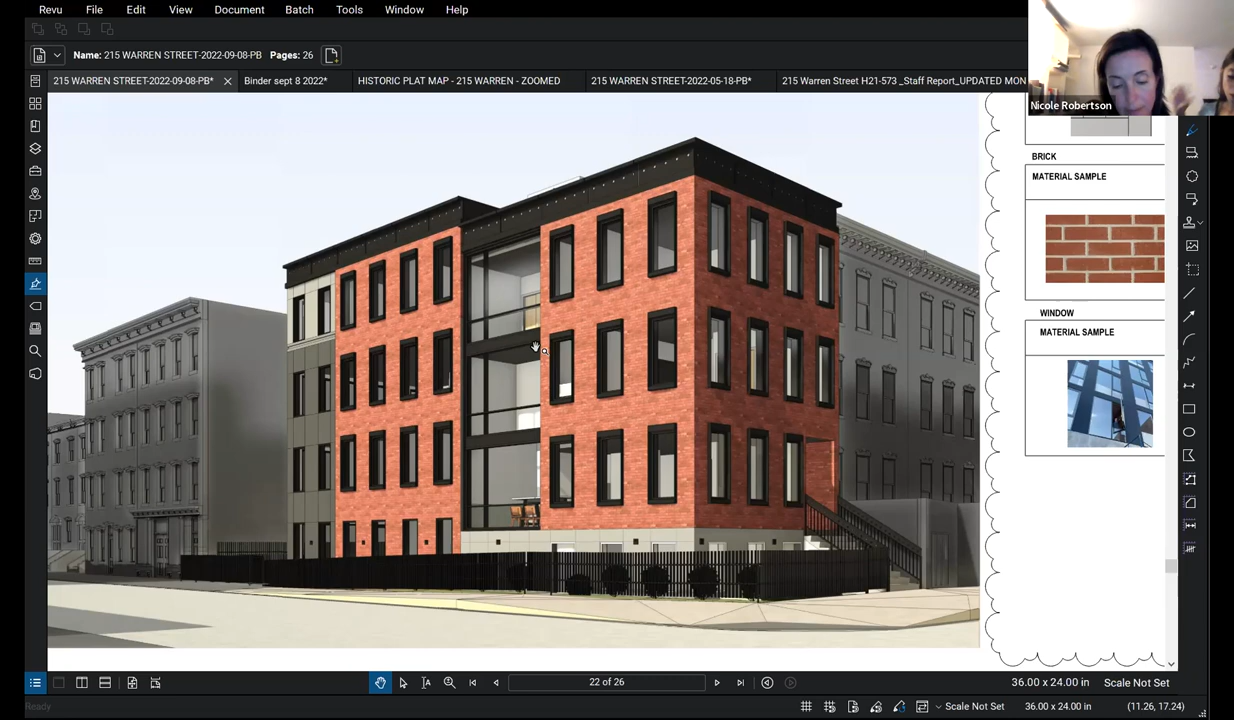 Revu File Edit View Document Batch Tools Window Help
Name: 215 WARREN STREET-2022-09-08-PB Pages: 26
215 WARREN STREET-2022-09-08-PB* Binder sept 8 2022* HISTORIC PLAT MAP - 215 WARREN - ZOOMED 215 WARREN STREET-2022-05-18-PB* 215 Warren Street H21-573 _Staff Report_UPDATED MON
Nicole Robertson
BRICK
MATERIAL SAMPLE
WINDOW
MATERIAL SAMPLE
22 of 26
36.00 x 24.00 in Scale Not Set
Ready
Scale Not Set 36.00 x 24.00 in (11.26, 17.24)